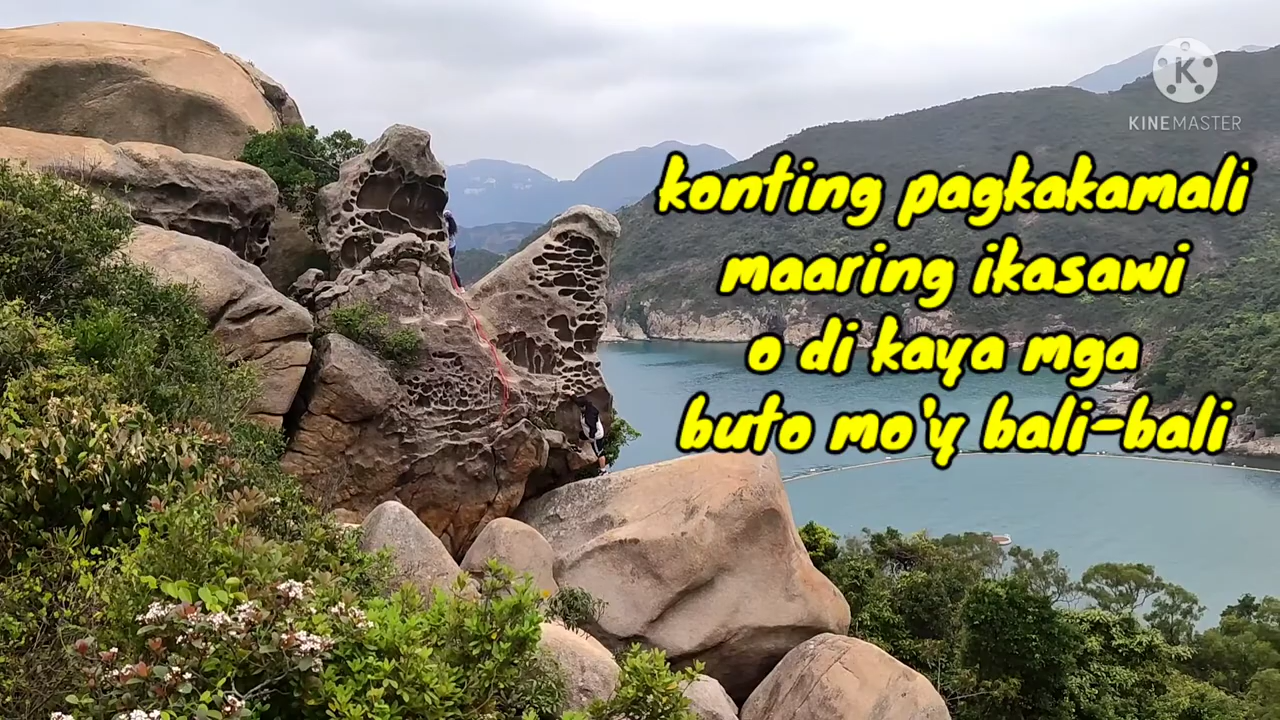 KINEMASTER
konting pagkakamali
maaring ikasawi
o di kaya mga
buto mo'y bali-bali